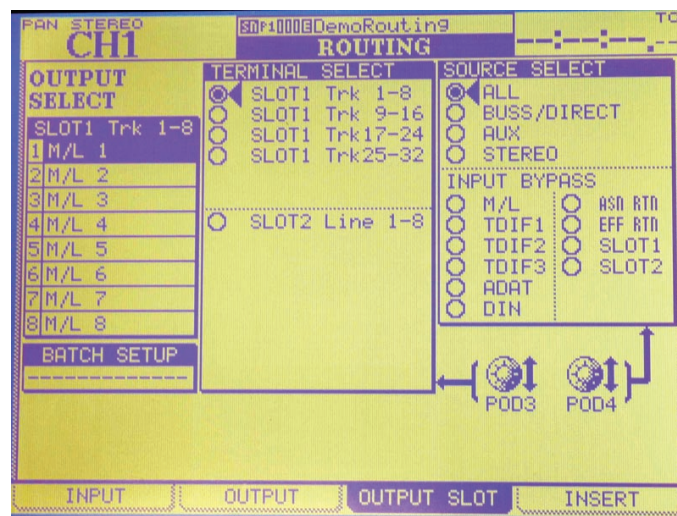 PAN STEREO
CH1
P1000EDemoRouting
ROUTING
TC
--:--:--.--
OUTPUT
SELECT
SLOT1 Trk 1-8
1 M/L 1
2 M/L 2
3 M/L 3
4 M/L 4
5 M/L 5
6 M/L 6
7 M/L 7
8 M/L 8
BATCH SETUP
-------------
TERMINAL SELECT
SLOT1 Trk 1-8
SLOT1 Trk 9-16
SLOT1 Trk17-24
SLOT1 Trk25-32
SLOT2 Line 1-8
SOURCE SELECT
ALL
BUSS/DIRECT
AUX
STEREO
INPUT BYPASS
M/L
TDIF1
TDIF2
TDIF3
ADAT
DIN
ASN RTN
EFF RTN
SLOT1
SLOT2
POD3
POD4
INPUT
OUTPUT
OUTPUT SLOT
INSERT